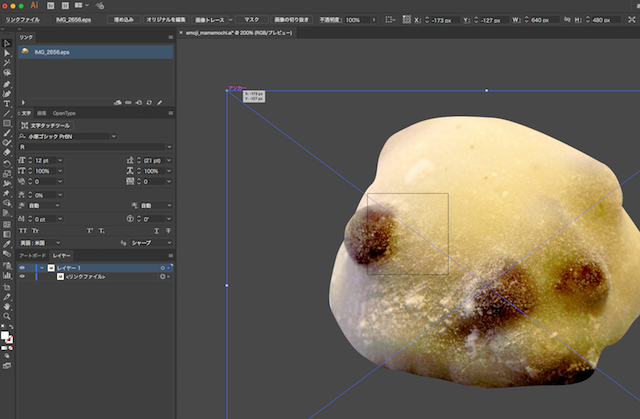 Ai
Br
St
リンクファイル IMG_2656.eps 埋め込み オリジナルを編集 画像トレース マスク 画像の切り抜き 不透明度: 100% X: -173 px Y: -127 px W: 640 px H: 480 px
リンク
emoji_mamemochi.ai* @ 200% (RGB/プレビュー)
IMG_2656.eps
アンカー
文字 段落 OpenType
文字タッチツール
小塚ゴシック Pr6N
R
12 pt (21 pt)
100% 100%
0 0
0%
自動 自動
0 pt 0°
TT Tr T¹ T₁ T T
英語：米国 シャープ
アートボード レイヤー
レイヤー 1
<リンクファイル>